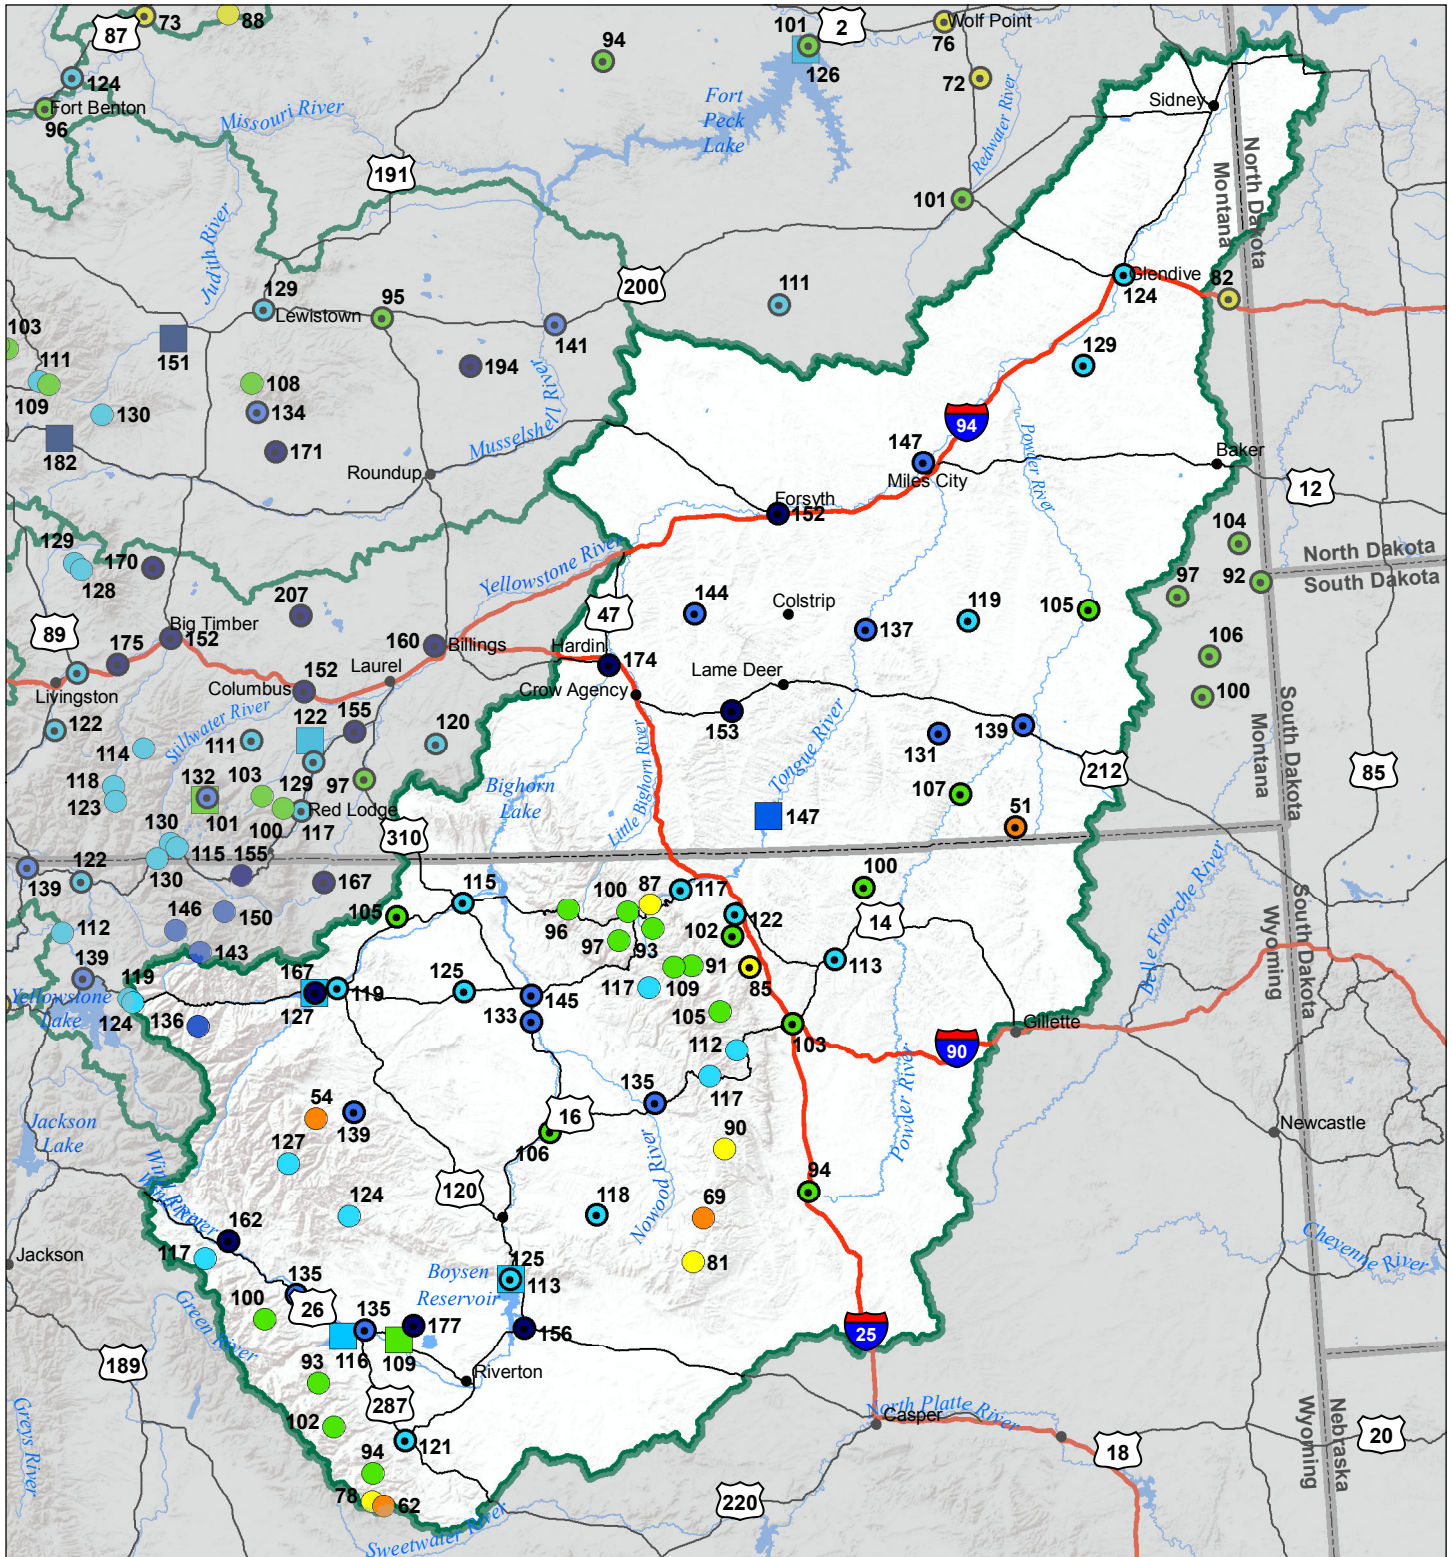 73
88
87
101
2
Wolf Point
76
94
126
124
72
Fort Benton
96
Fort
Peck
Lake
Missouri River
Redwater River
Sidney
191
101
North Dakota
Montana
Judith River
200
111
Glendive
124
82
129
Lewistown
95
141
103
151
194
129
111
109
108
130
134
Musselshell River
94
182
171
Roundup
147
Miles City
Powder River
Baker
12
Forsyth
152
104
North Dakota
South Dakota
129
128
170
Yellowstone River
97
92
207
144
Colstrip
119
105
47
89
Big Timber
152
160
Billings
Hardin
137
106
175
174
Laurel
Lame Deer
Livingston
Columbus
152
Crow Agency
100
122
Stillwater River
122
155
120
153
139
131
South Dakota
Montana
114
111
Little Bighorn River
Tongue River
212
85
118
123
132
103
129
97
Bighorn
Lake
107
51
101
100
Red Lodge
117
147
130
115
310
130
155
139
122
167
115
100
87
117
100
Belle Fourche River
105
146
150
96
122
14
112
97
93
102
South Dakota
Wyoming
143
139
167
125
91
113
119
119
117
109
85
Yellowstone
Lake
124
127
145
136
133
105
103
Gillette
112
90
117
54
139
135
16
Powder River
Jackson
Lake
127
106
90
Newcastle
Wind River
Wind River
120
124
118
Nowood River
69
94
162
117
125
81
Cheyenne River
Jackson
Boysen
Reservoir
113
135
100
26
135
177
Green River
116
109
156
25
189
93
Riverton
287
102
121
North Platte River
Casper
Greys River
94
18
Nebraska
Wyoming
20
78
62
220
Sweetwater River